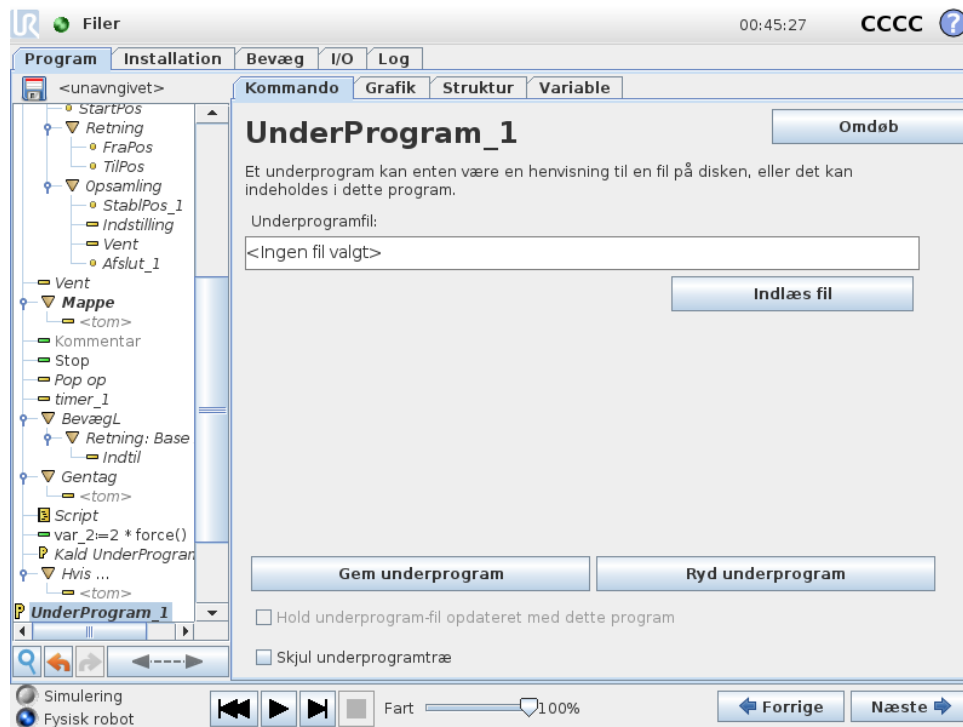 UR Filer 00:45:27 CCCC ?
Program Installation Bevæg I/O Log
<unavngivet>
Kommando Grafik Struktur Variable
StartPos
Retning
FraPos
TilPos
Opsamling
StablPos_1
Indstilling
Vent
Afslut_1
Vent
Mappe
<tom>
Kommentar
Stop
Pop op
timer_1
BevægL
Retning: Base
Indtil
Gentag
<tom>
Script
var_2≔2 * force()
Kald UnderProgram
Hvis ...
<tom>
UnderProgram_1
UnderProgram_1
Omdøb
Et underprogram kan enten være en henvisning til en fil på disken, eller det kan
indeholdes i dette program.
Underprogramfil:
<Ingen fil valgt>
Indlæs fil
Gem underprogram Ryd underprogram
Hold underprogram-fil opdateret med dette program
Skjul underprogramtræ
Simulering
Fysisk robot
Fart 100%
Forrige Næste